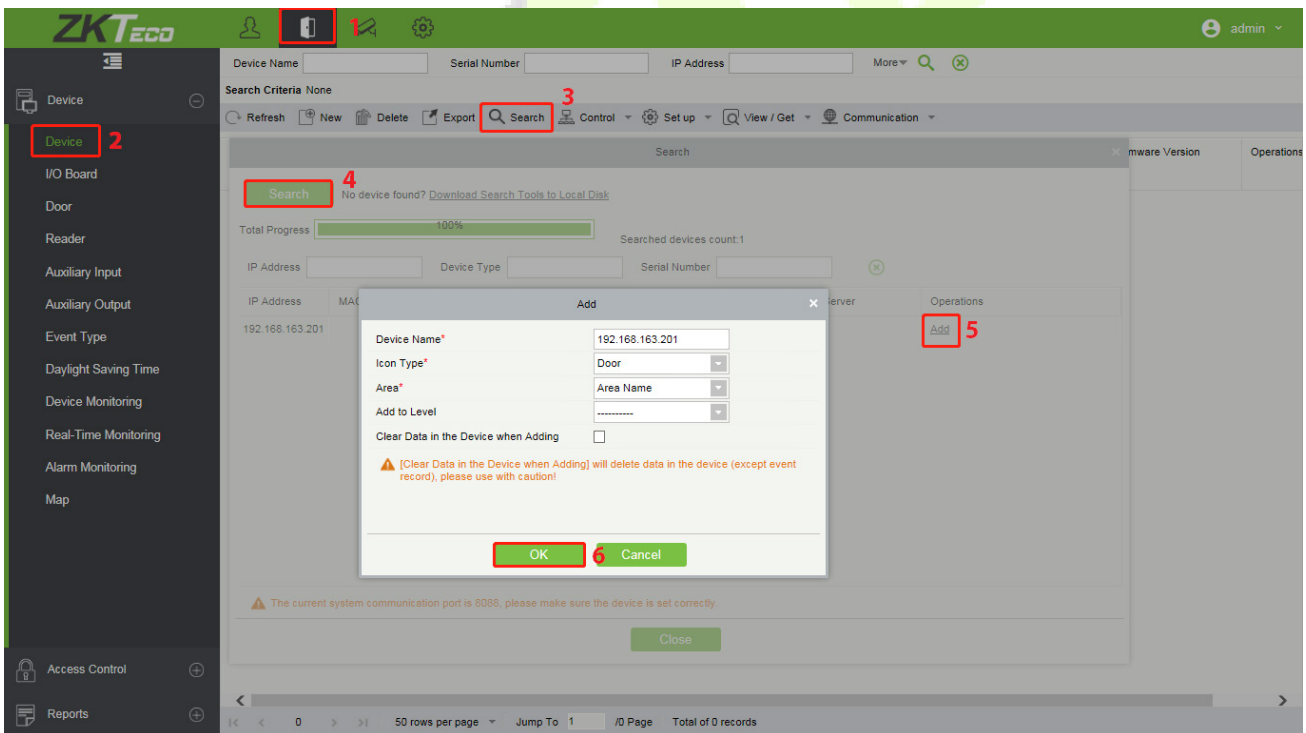 ZKTeco 1 admin
Device Name Serial Number IP Address More
Search Criteria None
3
Refresh New Delete Export Search Control Set up View / Get Communication
Device
Device 2
I/O Board
Door
Reader
Auxiliary Input
Auxiliary Output
Event Type
Daylight Saving Time
Device Monitoring
Real-Time Monitoring
Alarm Monitoring
Map
Access Control
Reports
Search mware Version Operations
4
Search No device found? Download Search Tools to Local Disk
Total Progress 100% Searched devices count:1
IP Address Device Type Serial Number
IP Address MAC erver Operations
192.168.163.201 Add 5
Add
Device Name* 192.168.163.201
Icon Type* Door
Area* Area Name
Add to Level ----------
Clear Data in the Device when Adding
[Clear Data in the Device when Adding] will delete data in the device (except event
record), please use with caution!
OK 6 Cancel
The current system communication port is 8088, please make sure the device is set correctly.
Close
0 50 rows per page Jump To 1 /0 Page Total of 0 records